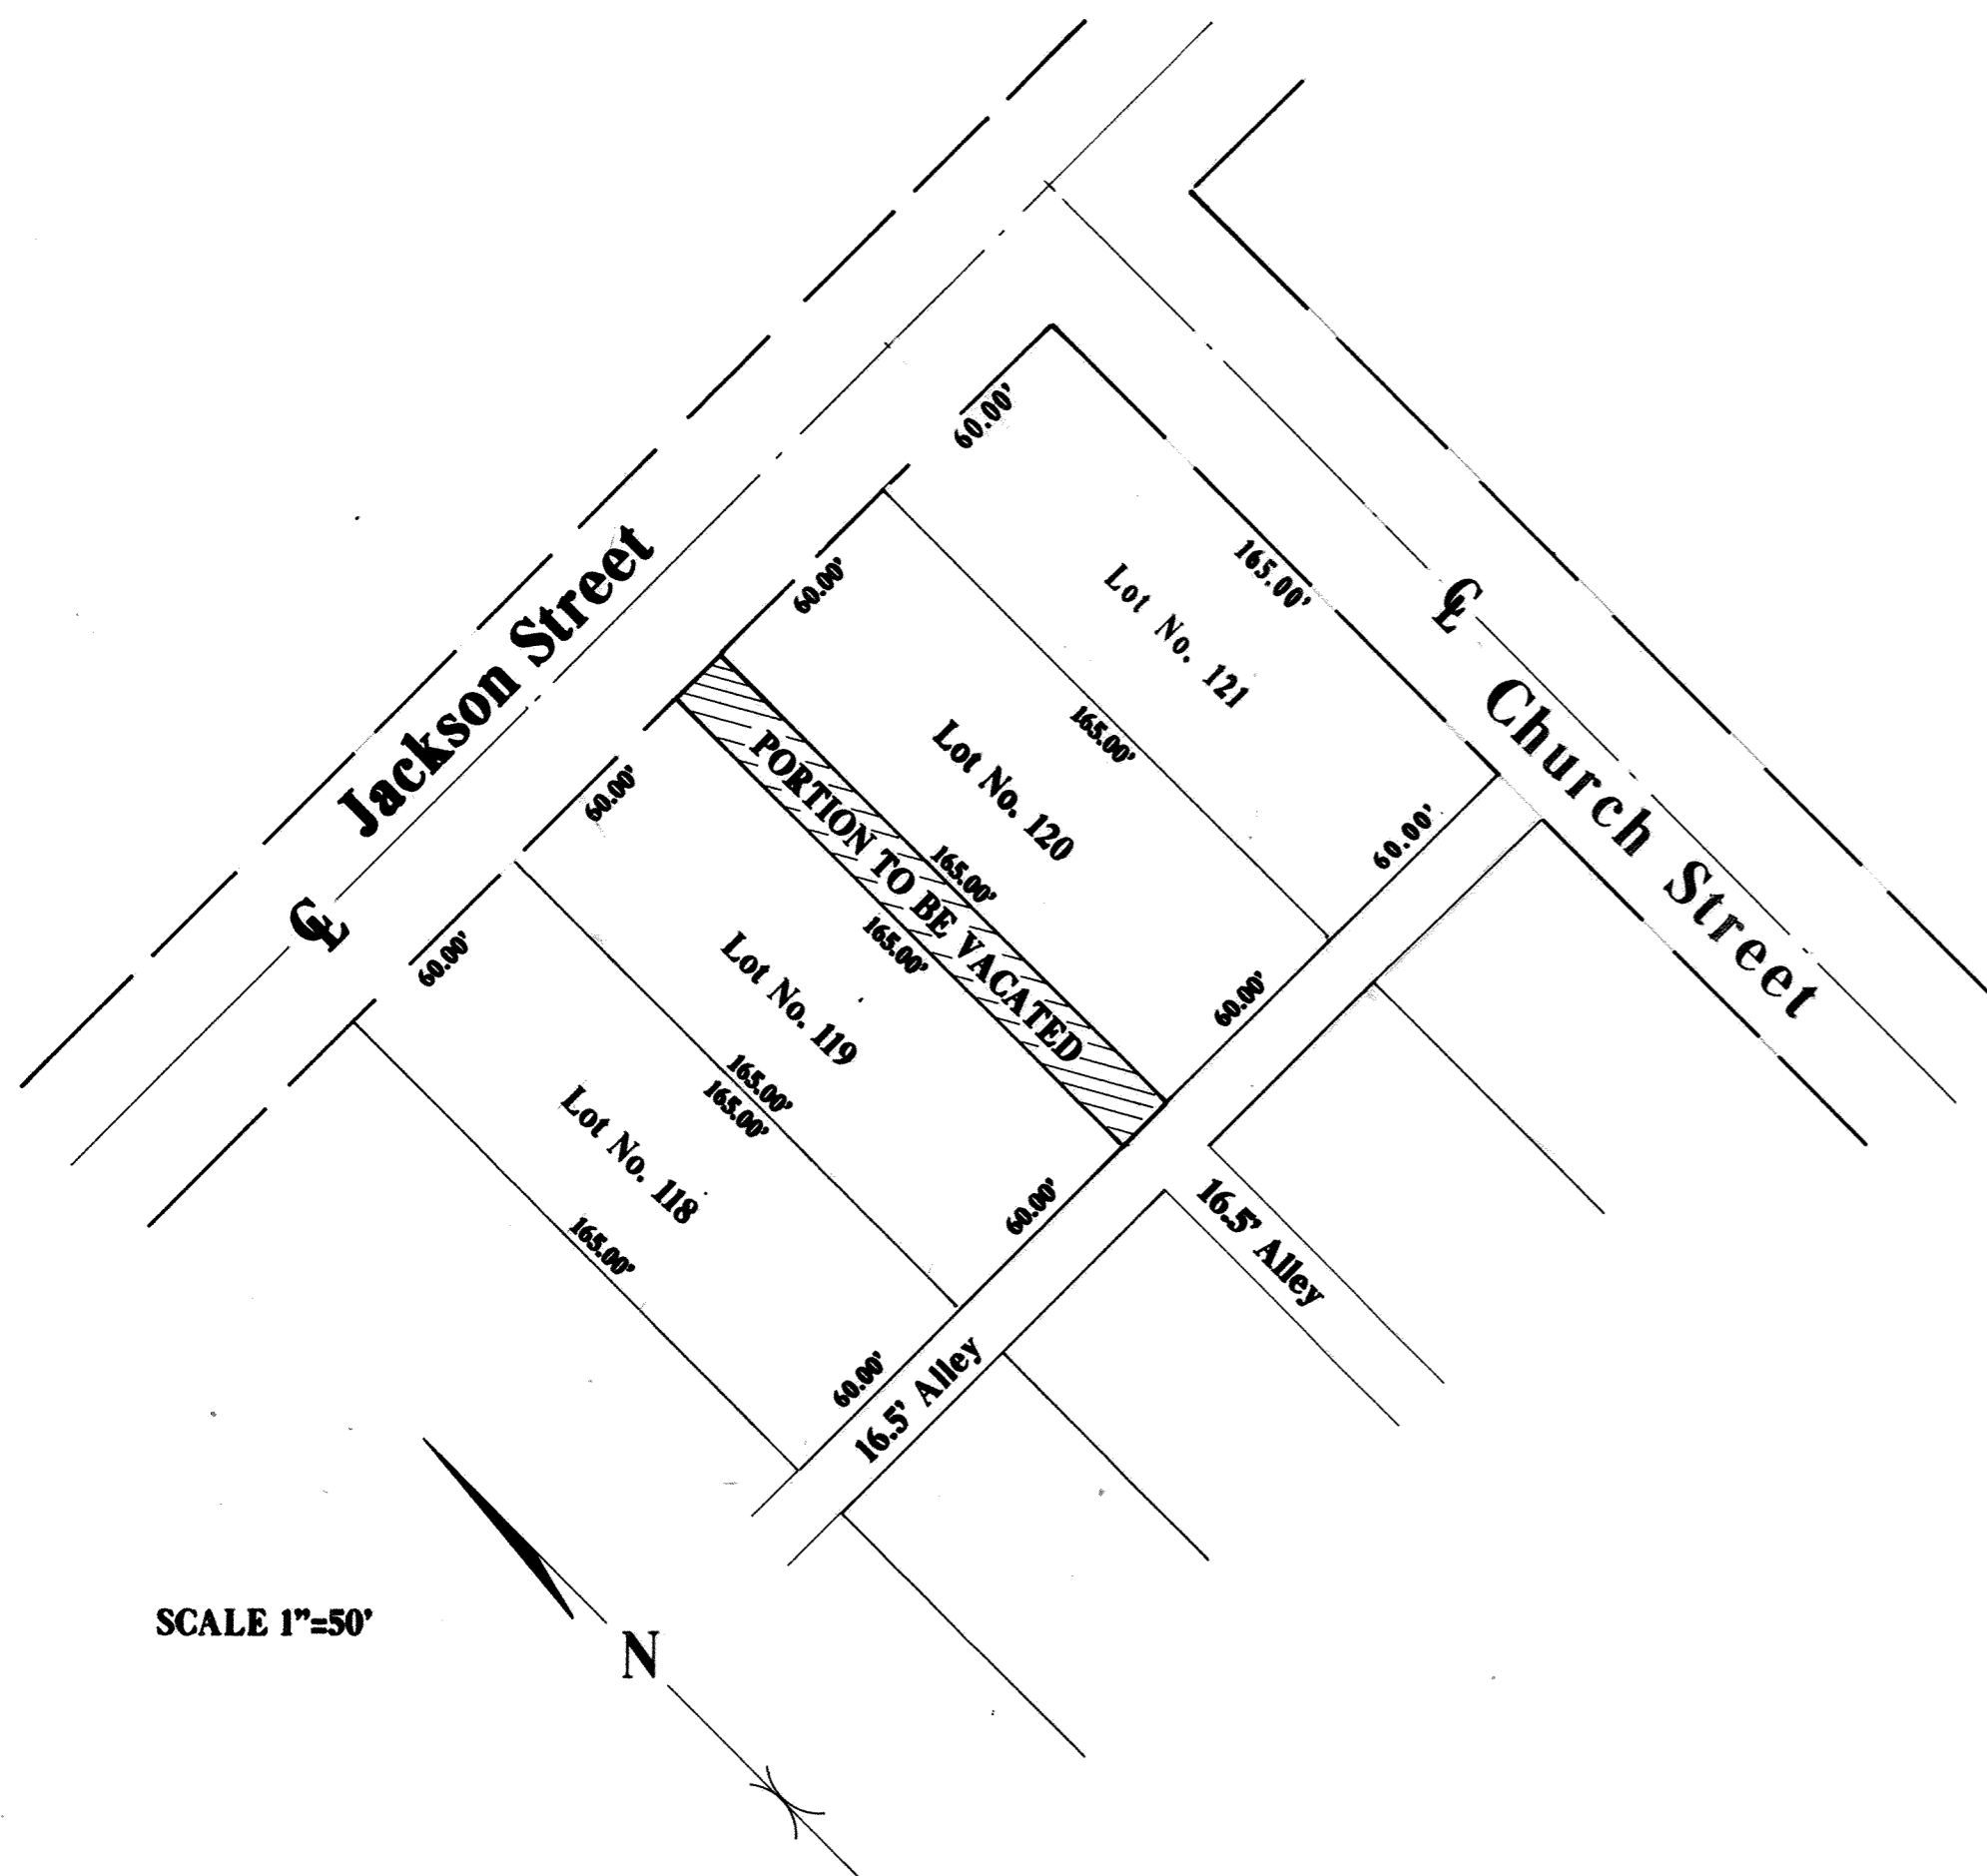 60.00'
60.00'
165.00'
Lot No. 121
Jackson Street
℄
Church Street
165.00'
Lot No. 120
60.00'
60.00'
PORTION TO BE VACATED
165.00'
165.00'
℄
60.00'
60.00'
Lot No. 119
165.00'
165.00'
Lot No. 118
60.00'
165.00'
16.5' Alley
60.00'
16.5' Alley
SCALE 1"=50'
N